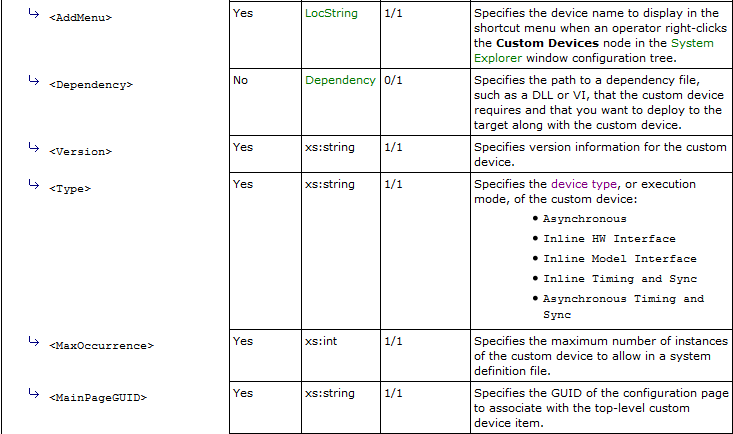 <AddMenu> Yes LocString 1/1 Specifies the device name to display in the
shortcut menu when an operator right-clicks
the Custom Devices node in the System
Explorer window configuration tree.
<Dependency> No Dependency 0/1 Specifies the path to a dependency file,
such as a DLL or VI, that the custom device
requires and that you want to deploy to the
target along with the custom device.
<Version> Yes xs:string 1/1 Specifies version information for the custom
device.
<Type> Yes xs:string 1/1 Specifies the device type, or execution
mode, of the custom device:
• Asynchronous
• Inline HW Interface
• Inline Model Interface
• Inline Timing and Sync
• Asynchronous Timing and
Sync
<MaxOccurrence> Yes xs:int 1/1 Specifies the maximum number of instances
of the custom device to allow in a system
definition file.
<MainPageGUID> Yes xs:string 1/1 Specifies the GUID of the configuration page
to associate with the top-level custom
device item.